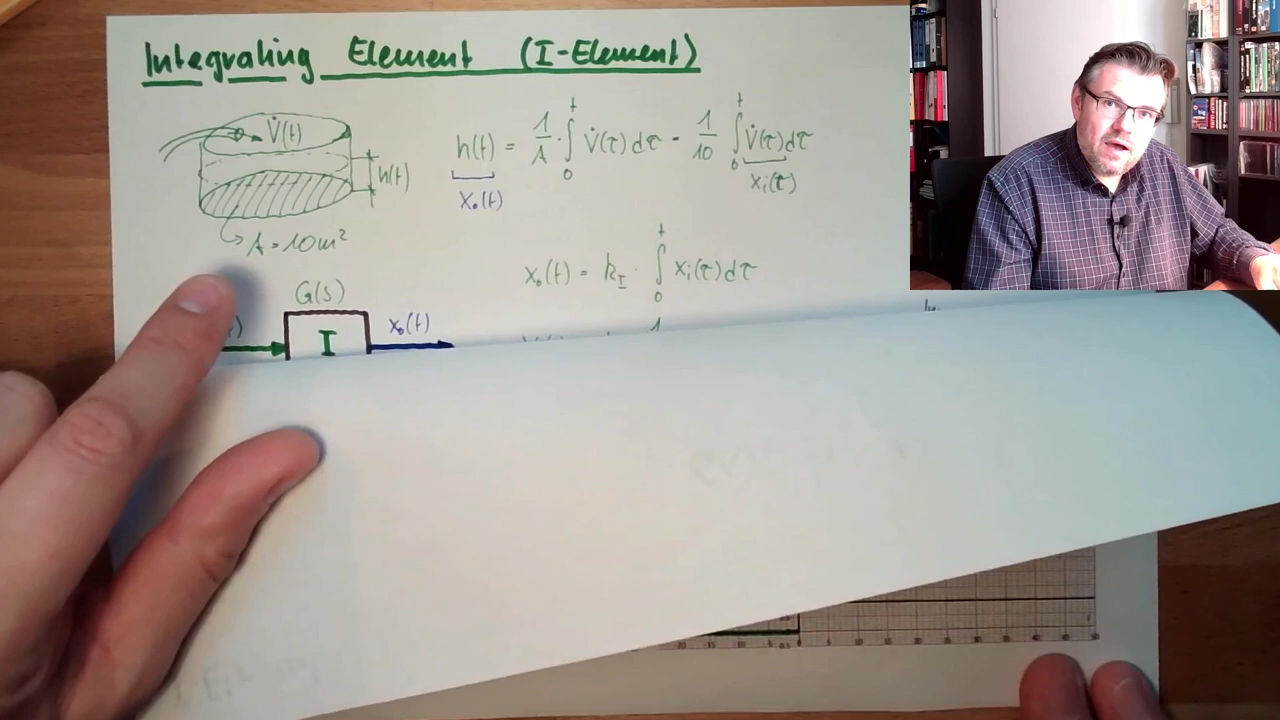 Integrating Element (I-Element)
V̇(t)
h(t)
A = 10m²
h(t) = 1/A · ∫₀ᵗ V̇(τ)dτ = 1/10 ∫₀ᵗ V̇(τ)dτ
x₀(t)
xᵢ(τ)
x₀(t) = k_I · ∫₀ᵗ xᵢ(τ)dτ
G(s)
I
x₀(t)